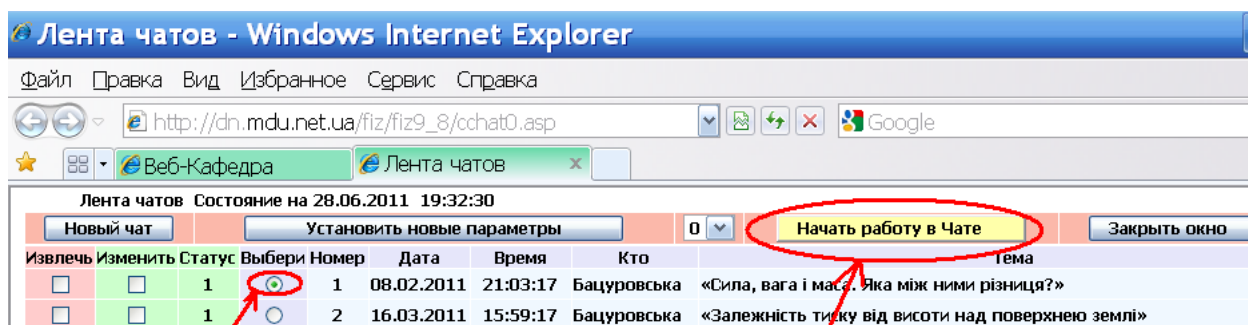 Лента чатов - Windows Internet Explorer
Файл Правка Вид Избранное Сервис Справка
http://dn.mdu.net.ua/fiz/fiz9_8/cchat0.asp Google
Веб-Кафедра Лента чатов
Лента чатов Состояние на 28.06.2011 19:32:30
Новый чат Установить новые параметры 0 Начать работу в Чате Закрыть окно
Извлечь Изменить Статус Выбери Номер Дата Время Кто Тема
1 1 08.02.2011 21:03:17 Бацуровська «Сила, вага і маса. Яка між ними різниця?»
1 2 16.03.2011 15:59:17 Бацуровська «Залежність тиску від висоти над поверхнею землі»